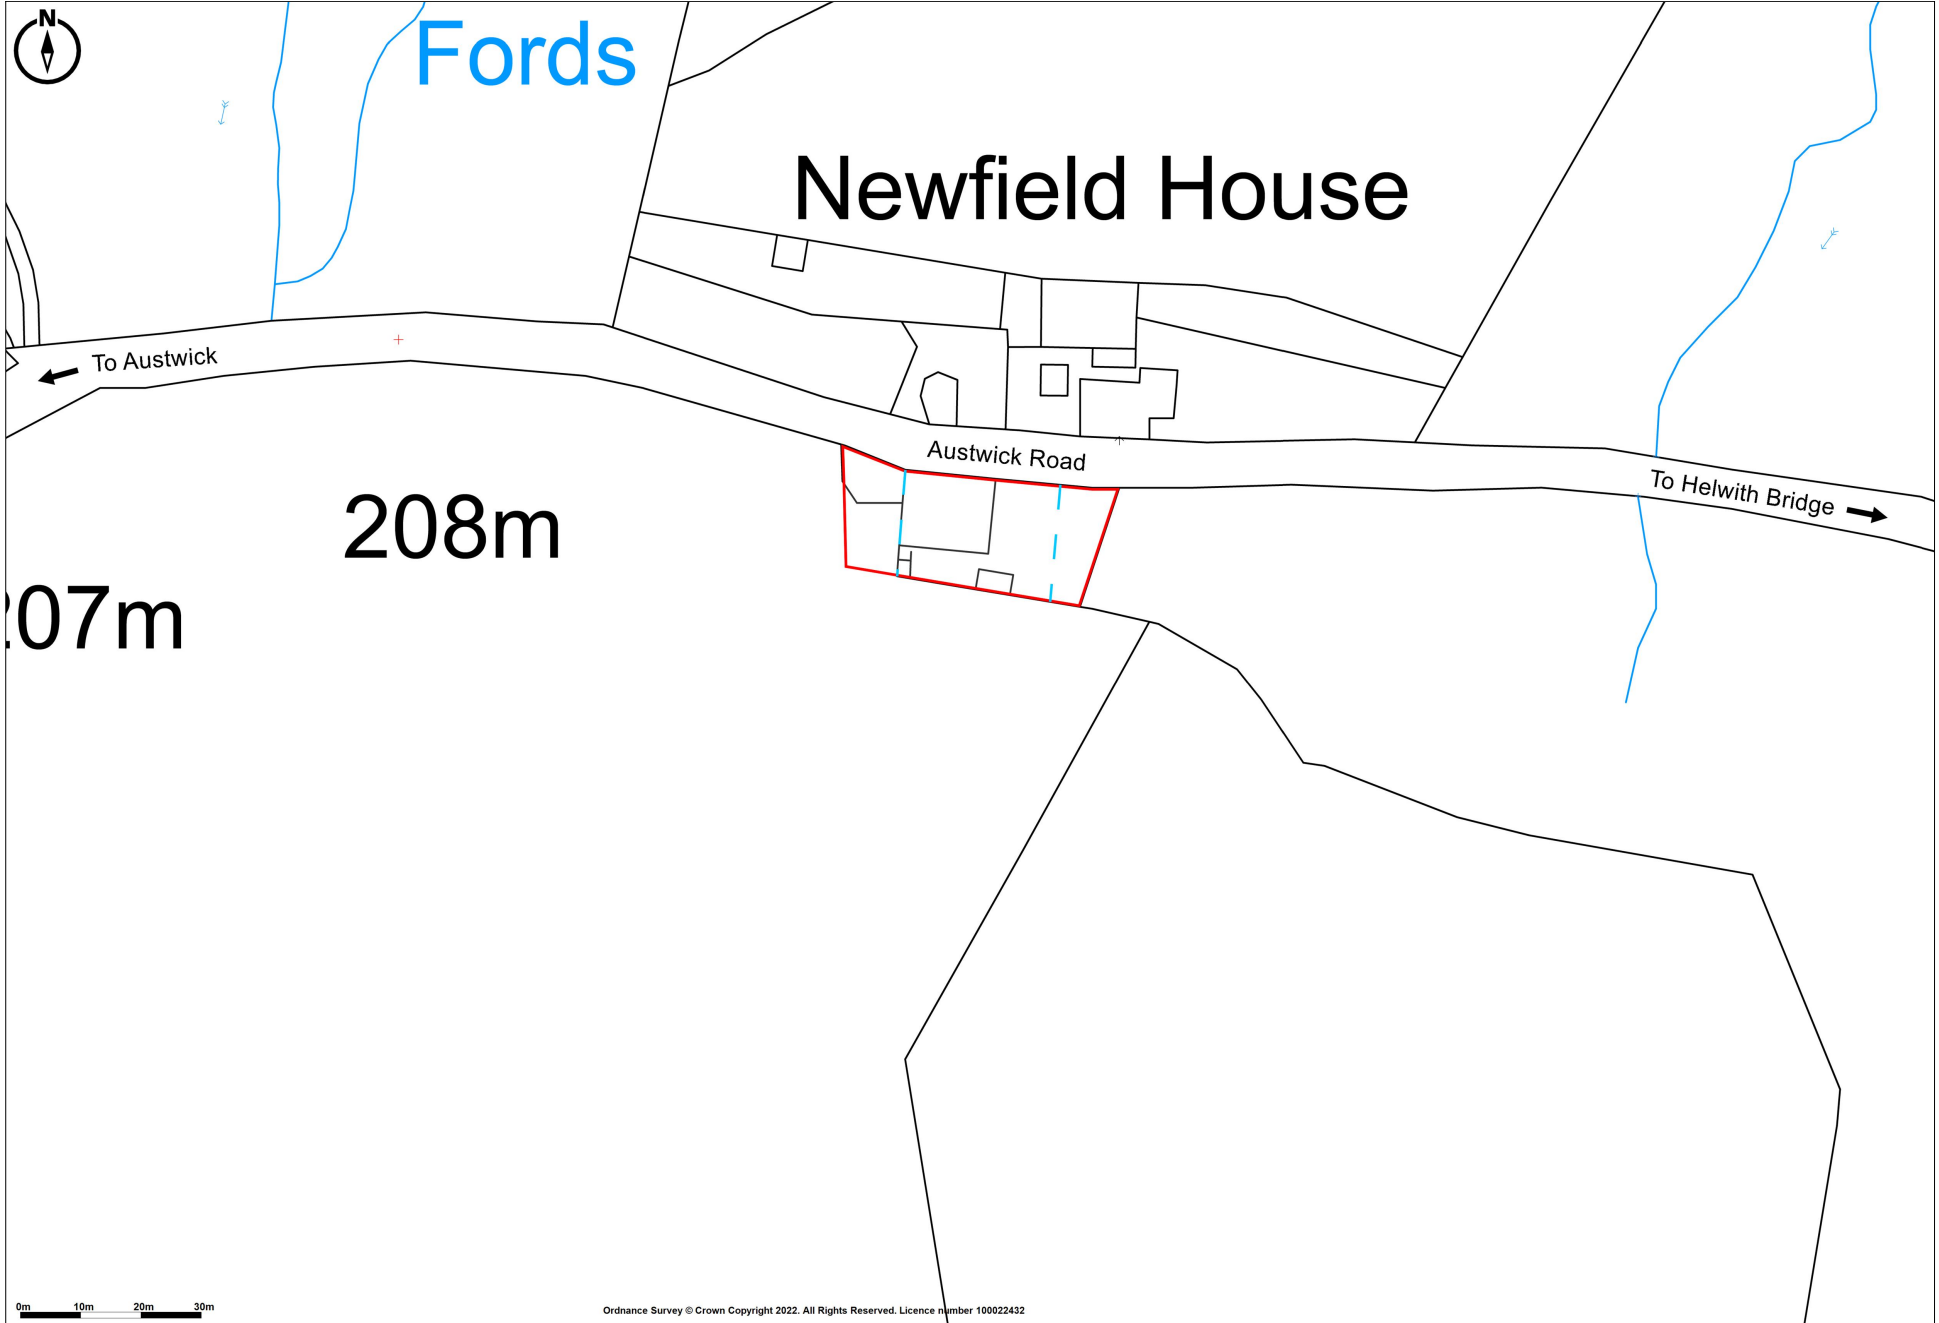 N
Fords
Newfield House
To Austwick
Austwick Road
To Helwith Bridge
208m
207m
0m 10m 20m 30m
Ordnance Survey © Crown Copyright 2022. All Rights Reserved. Licence number 100022432